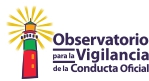 Observatorio
para la Vigilancia
de la Conducta Oficial